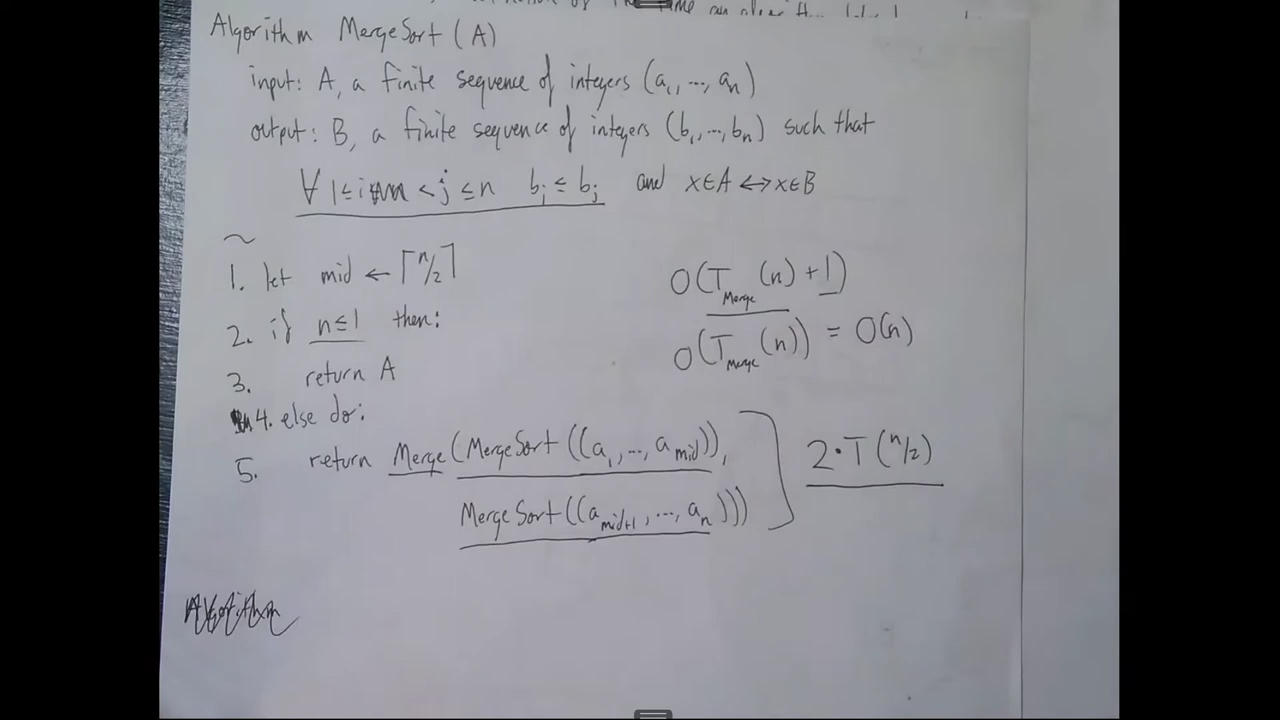 Algorithm MergeSort (A)
input: A, a finite sequence of integers (a₁, ..., aₙ)
output: B, a finite sequence of integers (b₁, ..., bₙ) such that
∀ 1≤i < j ≤ n bᵢ ≤ bⱼ and x∈A ↔ x∈B
~
1. let mid ← ⌈n/2⌉
2. if n≤1 then:
3. return A
4. else do:
5. return Merge (MergeSort ((a₁, ..., a_mid)),
MergeSort ((a_mid+1, ..., aₙ)))
O(T_Merge (n) + 1)
O(T_Merge (n)) = O(n)
2·T(n/2)